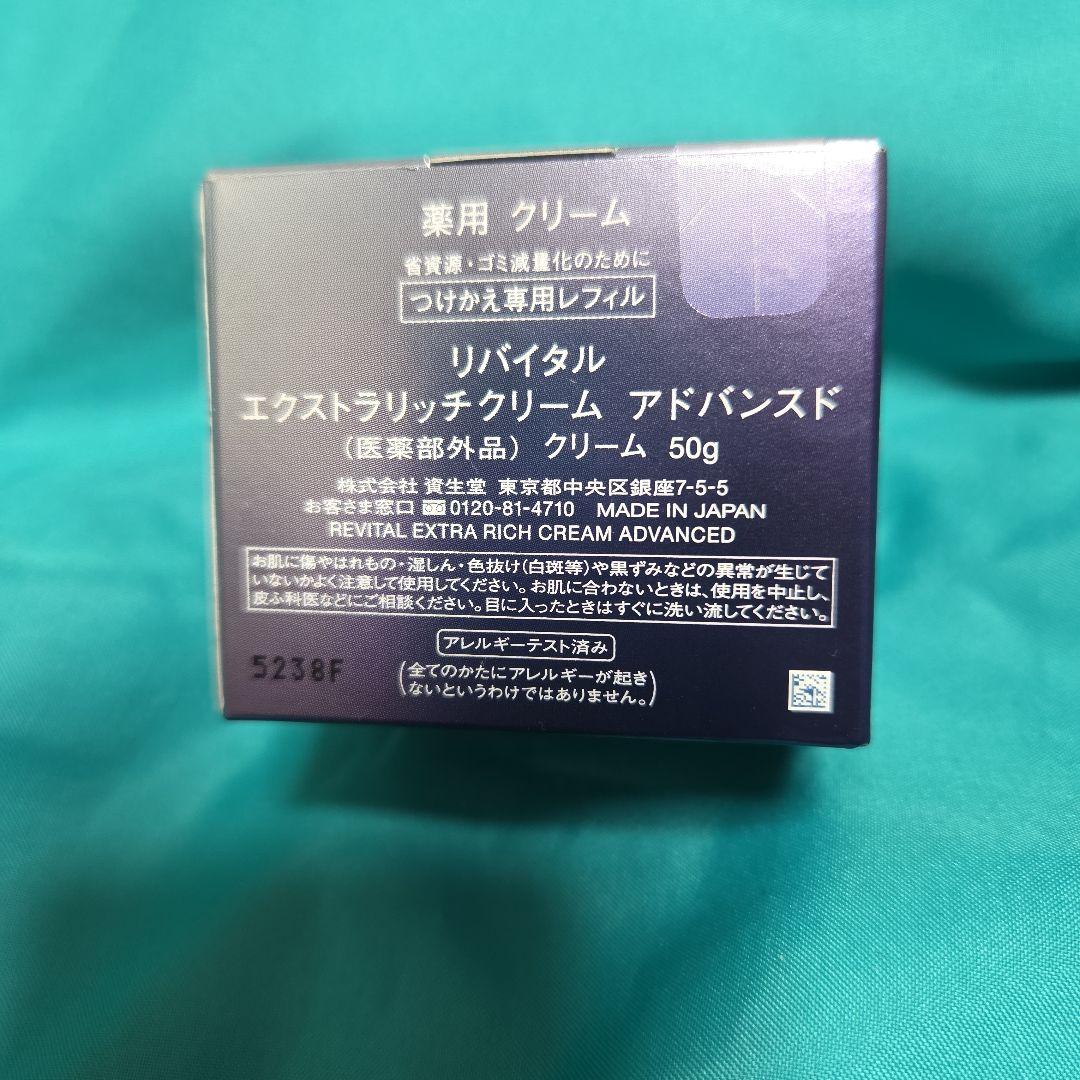 薬用 クリーム
省資源・ゴミ減量化のために
つけかえ専用レフィル
リバイタル
エクストラリッチクリーム アドバンスド
（医薬部外品） クリーム 50g
株式会社 資生堂 東京都中央区銀座7-5-5
お客さま窓口 0120-81-4710 MADE IN JAPAN
REVITAL EXTRA RICH CREAM ADVANCED
お肌に傷やはれもの・湿しん・色抜け(白斑等)や黒ずみなどの異常が生じて
いないかよく注意して使用してください。お肌に合わないときは、使用を中止し、
皮ふ科医などにご相談ください。目に入ったときはすぐに洗い流してください。
アレルギーテスト済み
(全てのかたにアレルギーが起き
ないというわけではありません。)
5238F